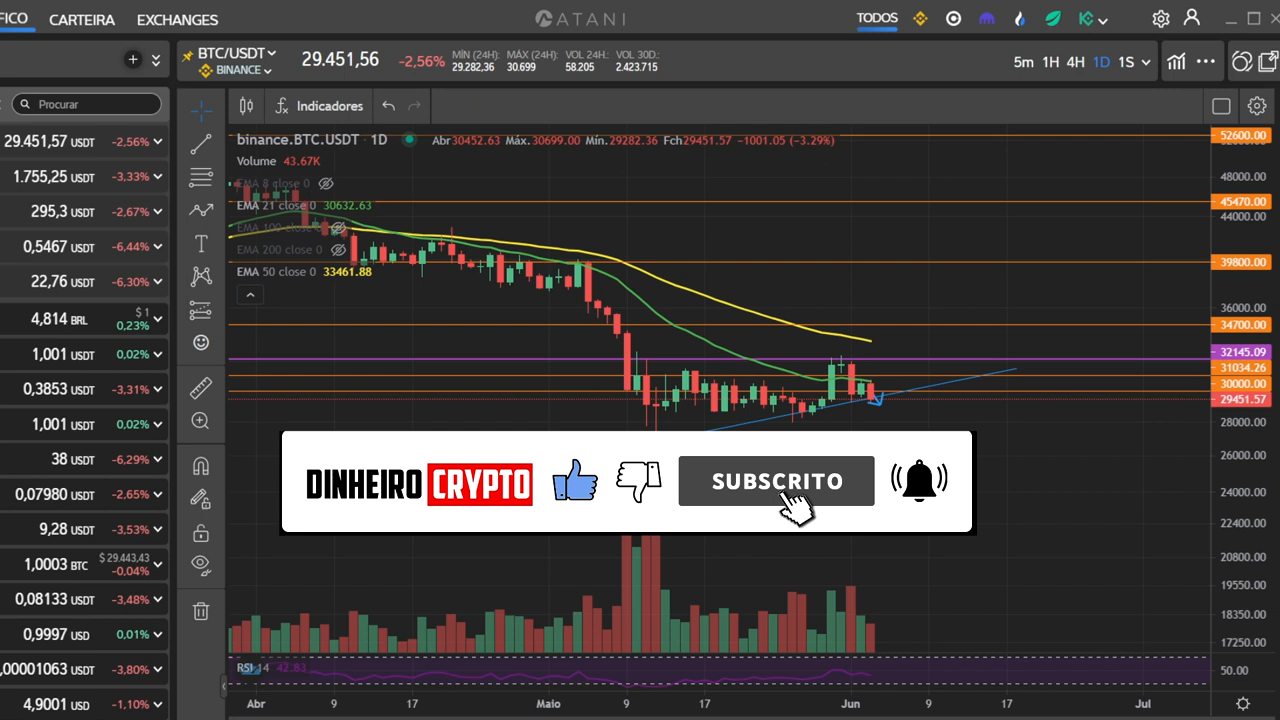 FICO CARTEIRA EXCHANGES
ATANI
TODOS
BTC/USDT
BINANCE
29.451,56
-2,56%
MÍN (24H): MÁX (24H): VOL 24H.: VOL 30D.:
29.282,36 30.699 58.205 2.423.715
5m 1H 4H 1D 1S
Procurar
Indicadores
29.451,57 USDT -2,56%
1.755,25 USDT -3,33%
295,3 USDT -2,67%
0,5467 USDT -6,44%
22,76 USDT -6,30%
4,814 BRL $ 1 0,23%
1,001 USDT 0,02%
0,3853 USDT -3,31%
1,001 USDT 0,02%
38 USDT -6,29%
0,07980 USDT -2,65%
9,28 USDT -3,53%
1,0003 BTC $ 29.443,43 -0,04%
0,08133 USDT -3,48%
0,9997 USD 0,01%
,00001063 USDT -3,80%
4,9001 USDT -1,10%
binance.BTC.USDT 1D
Abr30452.63 Máx.30699.00 Mín.29282.36 Fch29451.57 -1001.05 (-3.29%)
Volume 43.67K
EMA 8 close 0
EMA 21 close 0 30632.63
EMA 100 close 0
EMA 200 close 0
EMA 50 close 0 33461.88
DINHEIRO CRYPTO
SUBSCRITO
52600.00
48000.00
45470.00
44000.00
39800.00
36000.00
34700.00
32145.09
31034.26
30000.00
29451.57
28000.00
26000.00
24000.00
22400.00
20800.00
19550.00
18350.00
17250.00
RSI 14 42.83
50.00
Abr 9 17 Maio 9 17 Jun 9 17 Jul